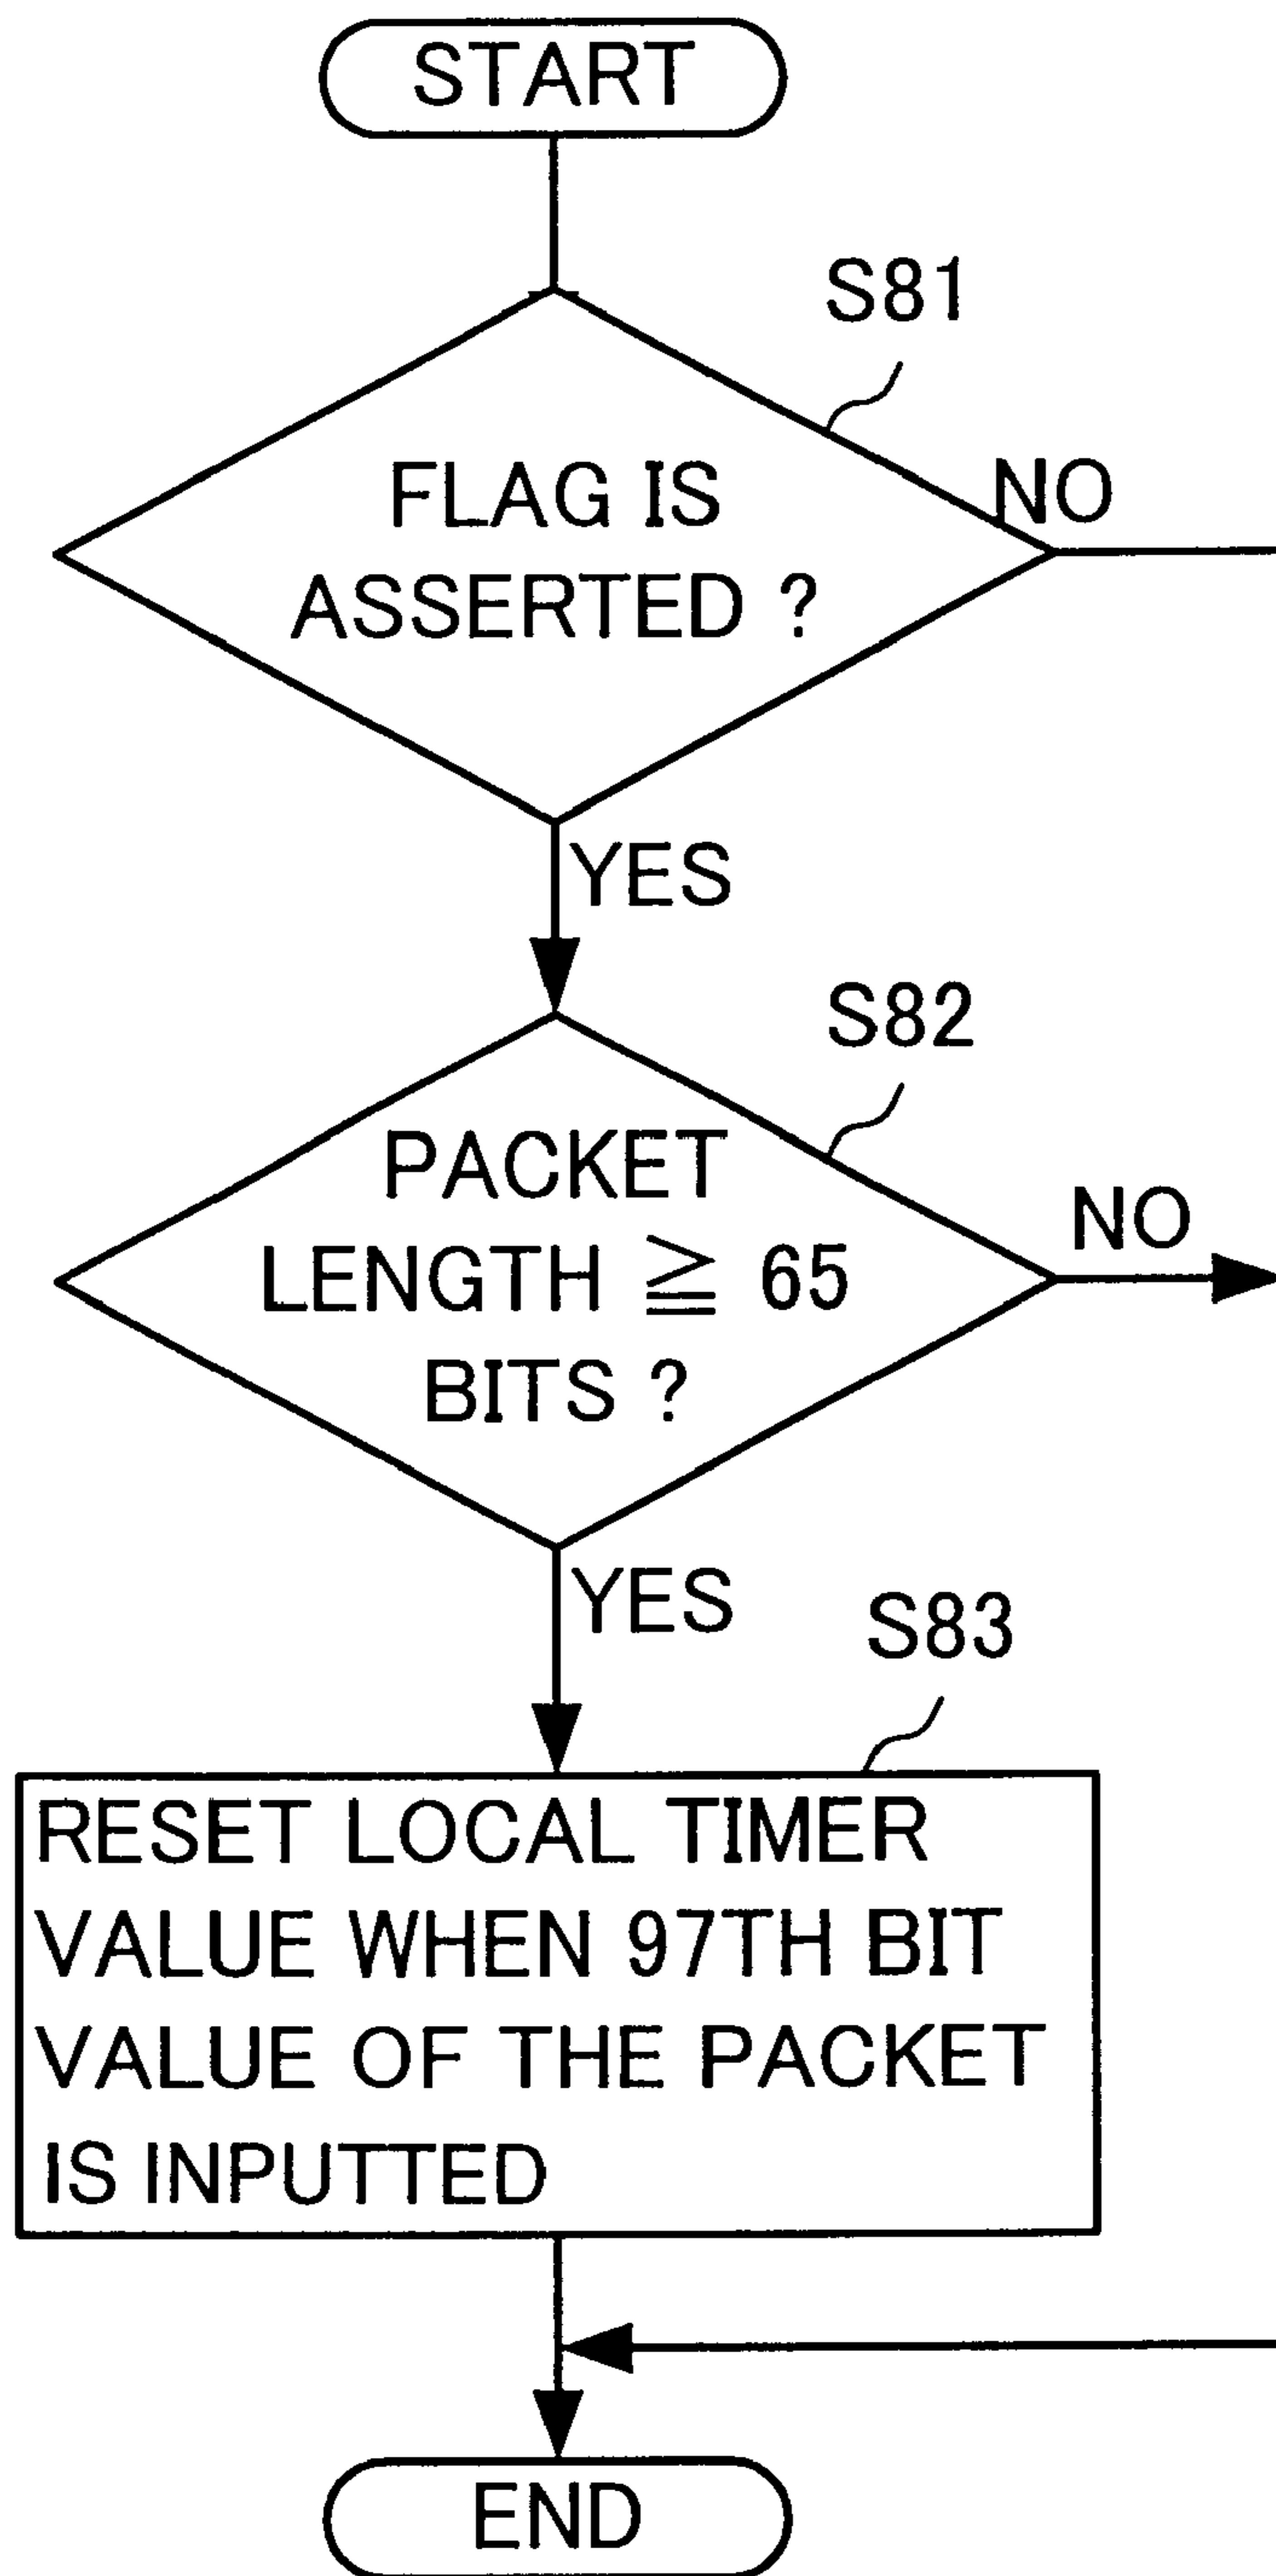 START
S81
FLAG IS
NO
ASSERTED ?
YES
S82
PACKET
NO
LENGTH ≧ 65
BITS ?
YES
S83
RESET LOCAL TIMER
VALUE WHEN 97TH BIT
VALUE OF THE PACKET
IS INPUTTED
END